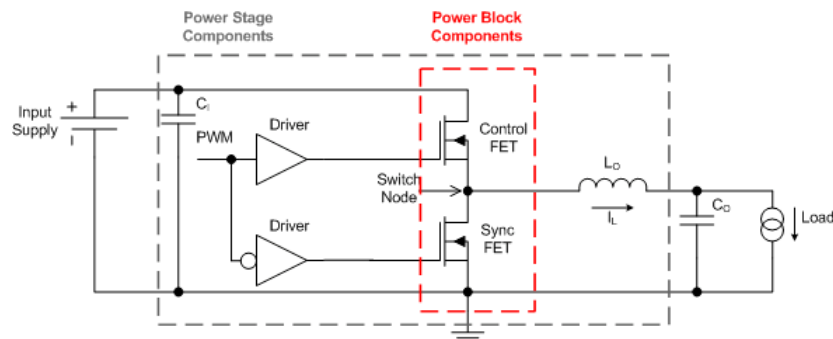 Power Stage
Components
Power Block
Components
Input
Supply
+
I
C_I
PWM
Driver
Driver
Control
FET
Switch
Node
Sync
FET
L_O
I_L
C_O
Load